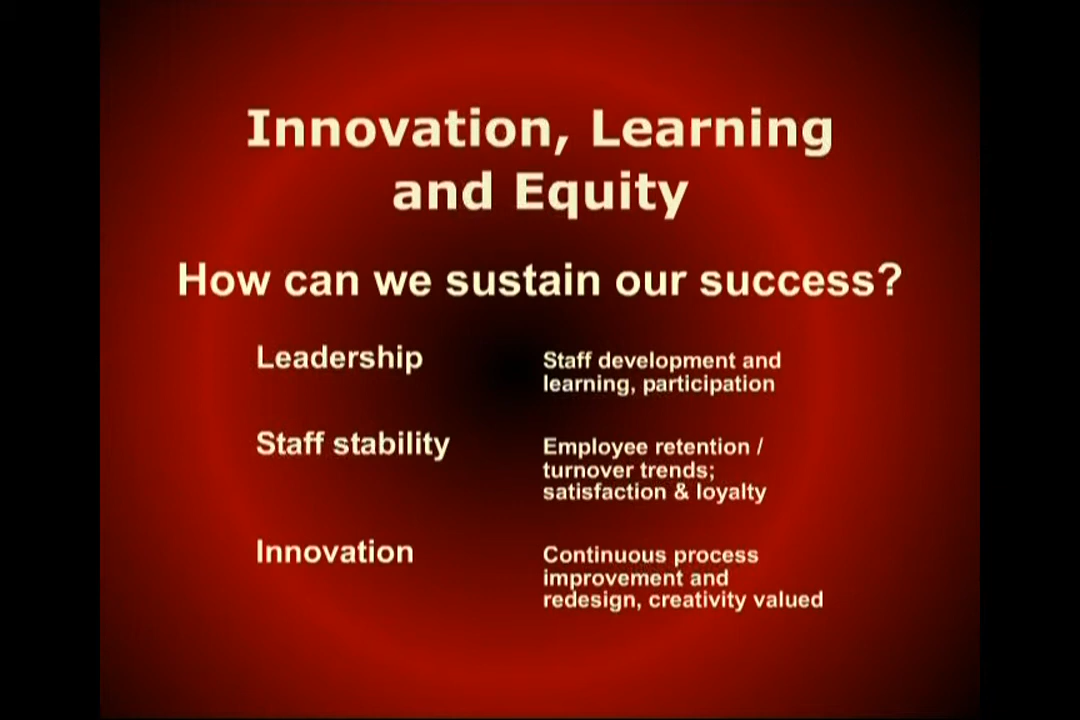 Innovation, Learning
and Equity
How can we sustain our success?
Leadership
Staff development and
learning, participation
Staff stability
Employee retention /
turnover trends;
satisfaction & loyalty
Innovation
Continuous process
improvement and
redesign, creativity valued